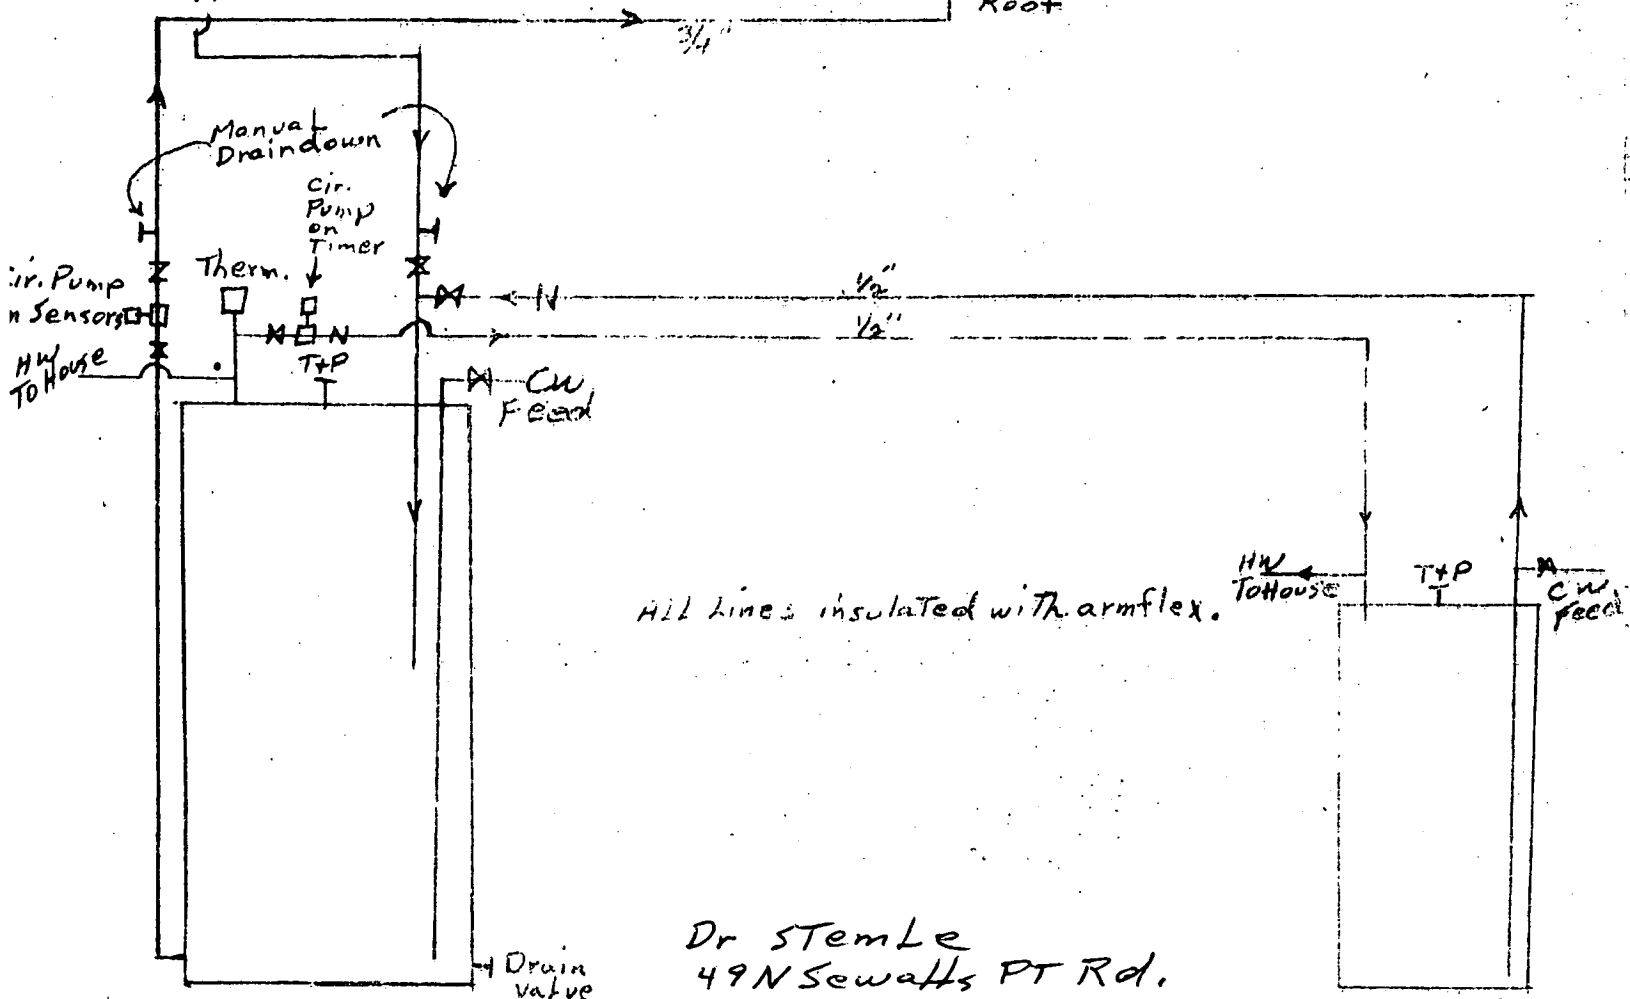 Roof
3/4"
Manual
Draindown
Cir.
Pump
on
Timer
Therm.
ir. Pump
n Sensors
HW
To House
T+P
CW
Feed
1/2"
1/2"
HW
To House
T+P
CW
Feed
All Lines insulated with armflex.
Drain
valve
Dr STemLe
49 N Sewalls PT Rd.